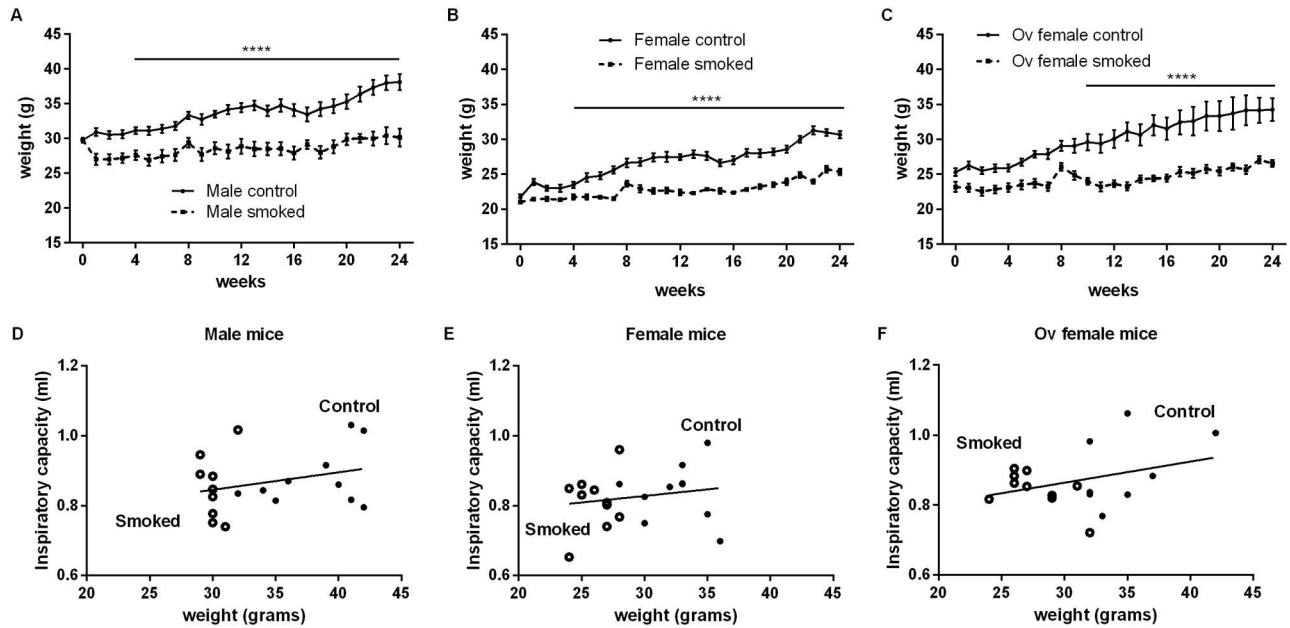 A
****
weight (g)
45
40
35
30
25
20
15
Male control
Male smoked
0 4 8 12 16 20 24
weeks
B
Female control
Female smoked
****
weight (g)
45
40
35
30
25
20
15
0 4 8 12 16 20 24
weeks
C
Ov female control
Ov female smoked
****
weight (g)
45
40
35
30
25
20
15
0 4 8 12 16 20 24
weeks
D
Male mice
Inspiratory capacity (ml)
1.2
1.0
0.8
0.6
Control
Smoked
20 25 30 35 40 45
weight (grams)
E
Female mice
Inspiratory capacity (ml)
1.2
1.0
0.8
0.6
Control
Smoked
20 25 30 35 40 45
weight (grams)
F
Ov female mice
Inspiratory capacity (ml)
1.2
1.0
0.8
0.6
Control
Smoked
20 25 30 35 40 45
weight (grams)